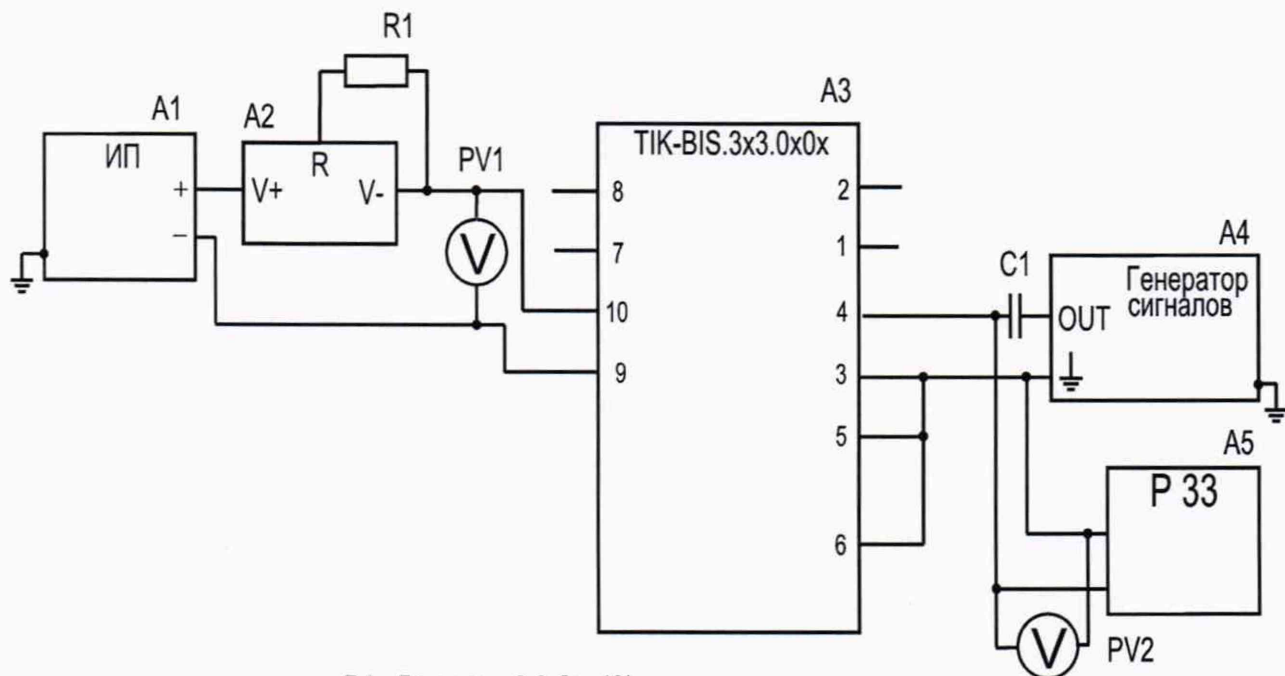 R1
A1
A2
A3
ИП
R
PV1
TIK-BIS.3x3.0x0x
+
V+
V-
−
V
8
2
7
1
A4
C1
Генератор
сигналов
10
4
OUT
9
3
5
A5
P 33
6
V
PV2